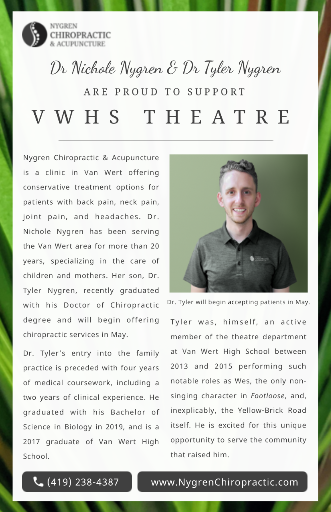 NYGREN
CHIROPRACTIC
& ACUPUNCTURE
Dr Nichole Nygren & Dr Tyler Nygren
ARE PROUD TO SUPPORT
VWHS THEATRE
Nygren Chiropractic & Acupuncture
is a clinic in Van Wert offering
conservative treatment options for
patients with back pain, neck pain,
joint pain, and headaches. Dr.
Nichole Nygren has been serving
the Van Wert area for more than 20
years, specializing in the care of
children and mothers. Her son, Dr.
Tyler Nygren, recently graduated
with his Doctor of Chiropractic
degree and will begin offering
chiropractic services in May.
Dr. Tyler's entry into the family
practice is preceded with four years
of medical coursework, including a
two years of clinical experience. He
graduated with his Bachelor of
Science in Biology in 2019, and is a
2017 graduate of Van Wert High
School.
Dr. Tyler will begin accepting patients in May.
Tyler was, himself, an active
member of the theatre department
at Van Wert High School between
2013 and 2015 performing such
notable roles as Wes, the only non-
singing character in Footloose, and,
inexplicably, the Yellow-Brick Road
itself. He is excited for this unique
opportunity to serve the community
that raised him.
(419) 238-4387
www.NygrenChiropractic.com